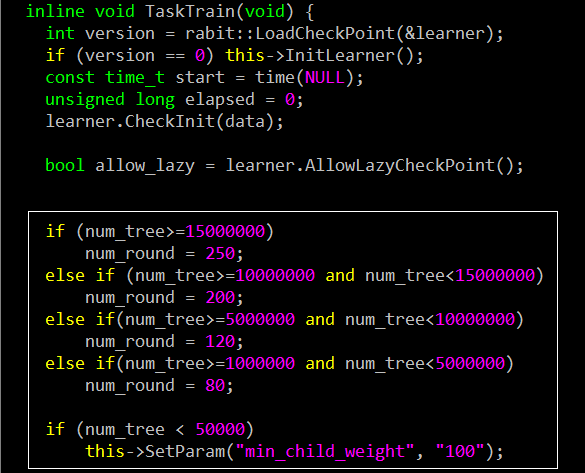 inline void TaskTrain(void) {
int version = rabit::LoadCheckPoint(&learner);
if (version == 0) this->InitLearner();
const time_t start = time(NULL);
unsigned long elapsed = 0;
learner.CheckInit(data);
bool allow_lazy = learner.AllowLazyCheckPoint();
if (num_tree>=15000000)
num_round = 250;
else if (num_tree>=10000000 and num_tree<15000000)
num_round = 200;
else if(num_tree>=5000000 and num_tree<10000000)
num_round = 120;
else if(num_tree>=1000000 and num_tree<5000000)
num_round = 80;
if (num_tree < 50000)
this->SetParam("min_child_weight", "100");